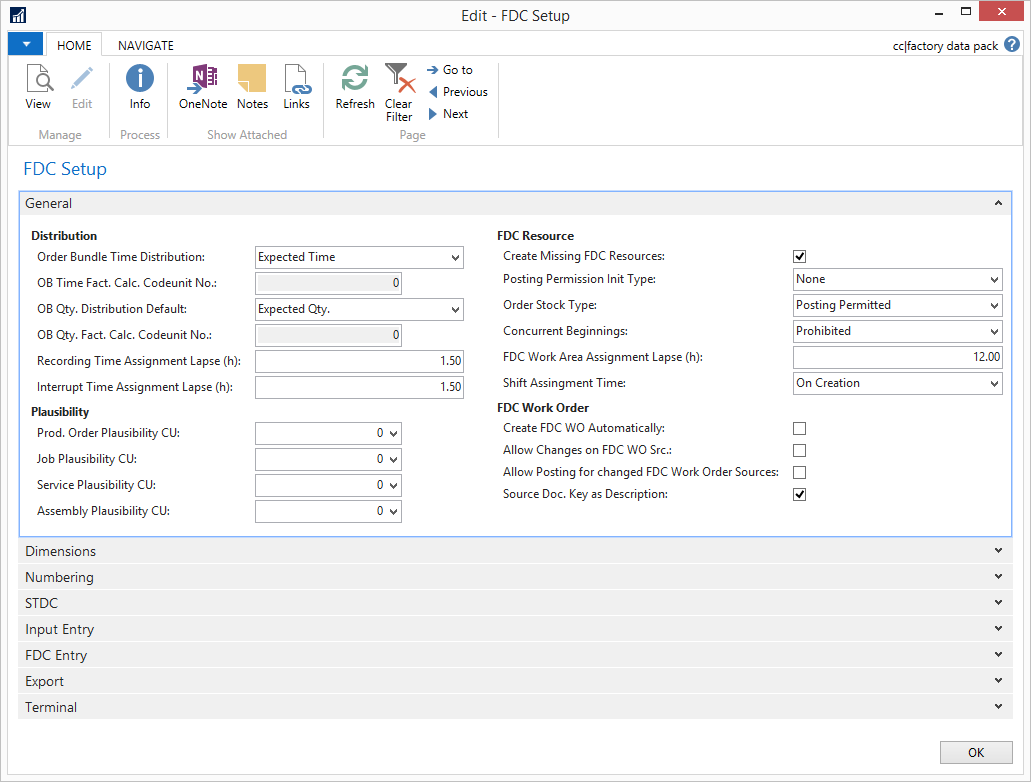 Edit - FDC Setup
HOME NAVIGATE cc|factory data pack ?
View Edit Info OneNote Notes Links Refresh Clear Filter Go to
Previous
Next
Manage Process Show Attached Page
FDC Setup
General
Distribution
Order Bundle Time Distribution: Expected Time
OB Time Fact. Calc. Codeunit No.: 0
OB Qty. Distribution Default: Expected Qty.
OB Qty. Fact. Calc. Codeunit No.: 0
Recording Time Assignment Lapse (h): 1.50
Interrupt Time Assignment Lapse (h): 1.50
Plausibility
Prod. Order Plausibility CU: 0
Job Plausibility CU: 0
Service Plausibility CU: 0
Assembly Plausibility CU: 0
FDC Resource
Create Missing FDC Resources:
Posting Permission Init Type: None
Order Stock Type: Posting Permitted
Concurrent Beginnings: Prohibited
FDC Work Area Assignment Lapse (h): 12.00
Shift Assingment Time: On Creation
FDC Work Order
Create FDC WO Automatically:
Allow Changes on FDC WO Src.:
Allow Posting for changed FDC Work Order Sources:
Source Doc. Key as Description:
Dimensions
Numbering
STDC
Input Entry
FDC Entry
Export
Terminal
OK